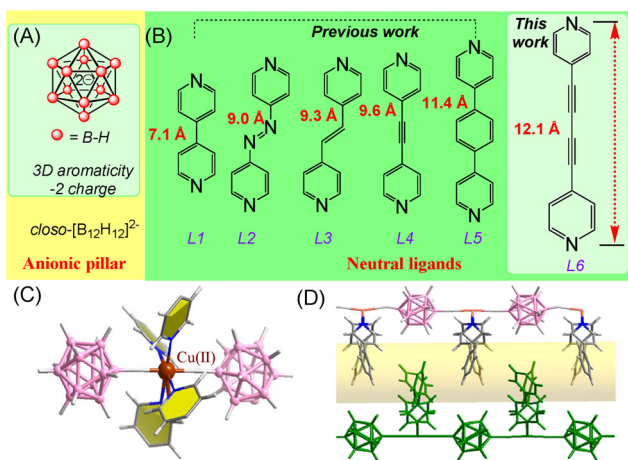 (A)
2⊖
= B-H
3D aromaticity
-2 charge
closo-[B₁₂H₁₂]²⁻
Anionic pillar
(B)
Previous work
This
work
N N N N N N
N N
7.1 Å
9.0 Å
9.3 Å
9.6 Å
11.4 Å
12.1 Å
N N N N N N
L1 L2 L3 L4 L5 L6
Neutral ligands
(C)
Cu(II)
(D)